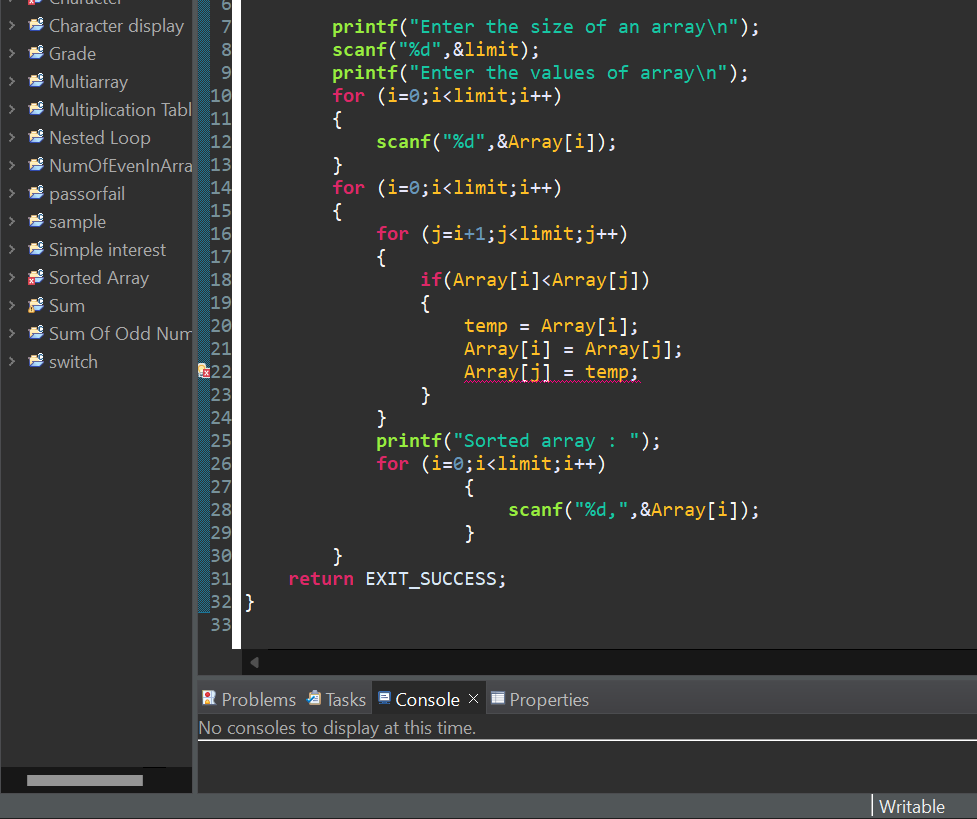 Character
Character display
Grade
Multiarray
Multiplication Tabl
Nested Loop
NumOfEvenInArra
passorfail
sample
Simple interest
Sorted Array
Sum
Sum Of Odd Num
switch
6
7 printf("Enter the size of an array\n");
8 scanf("%d",&limit);
9 printf("Enter the values of array\n");
10 for (i=0;i<limit;i++)
11 {
12 scanf("%d",&Array[i]);
13 }
14 for (i=0;i<limit;i++)
15 {
16 for (j=i+1;j<limit;j++)
17 {
18 if(Array[i]<Array[j])
19 {
20 temp = Array[i];
21 Array[i] = Array[j];
22 Array[j] = temp;
23 }
24 }
25 printf("Sorted array : ");
26 for (i=0;i<limit;i++)
27 {
28 scanf("%d,",&Array[i]);
29 }
30 }
31 return EXIT_SUCCESS;
32 }
33
Problems Tasks Console Properties
No consoles to display at this time.
Writable